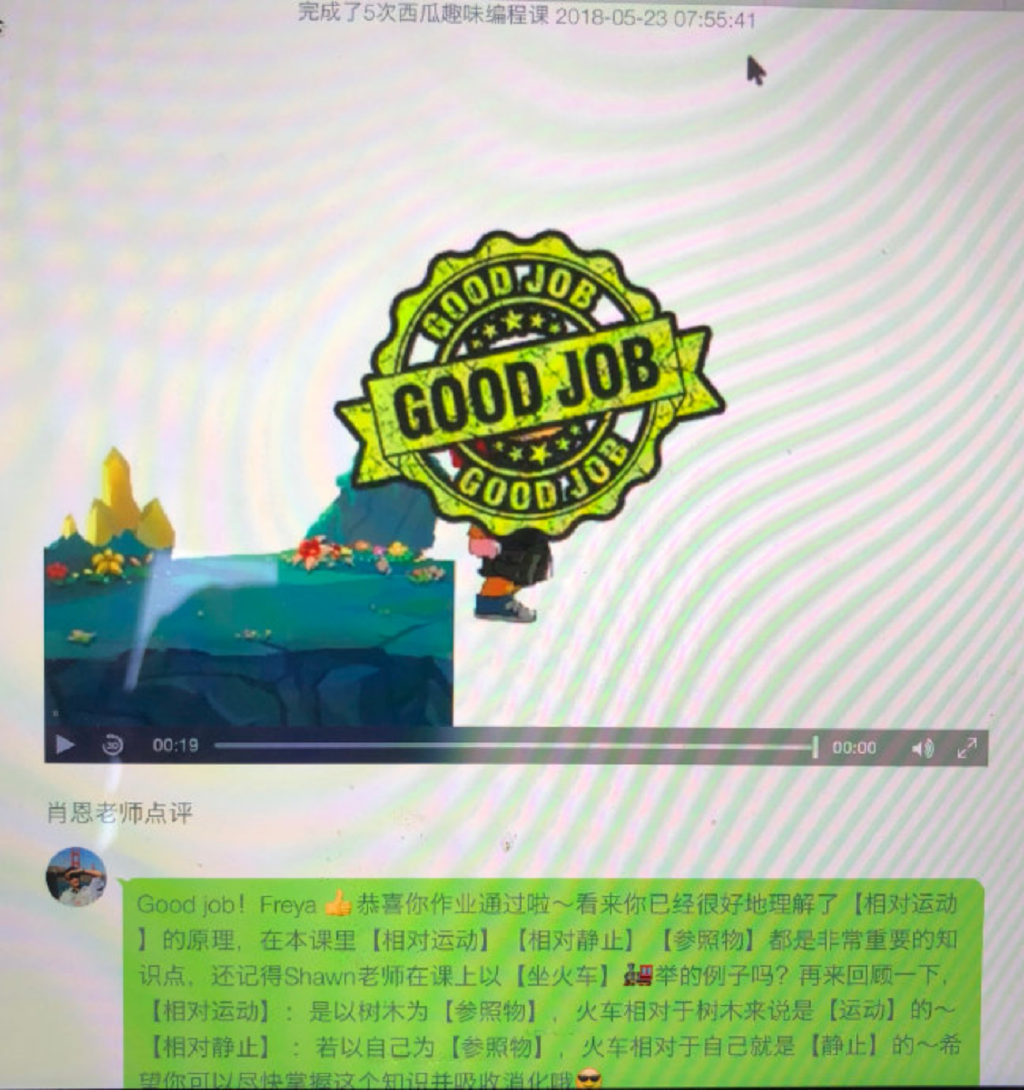 完成了5次西瓜趣味编程课 2018-05-23 07:55:41
GOOD JOB
GOOD JOB
GOOD JOB
30
00:19
00:00
肖恩老师点评
Good job！Freya 👍恭喜你作业通过啦～看来你已经很好地理解了【相对运动
】的原理，在本课里【相对运动】【相对静止】【参照物】都是非常重要的知
识点，还记得Shawn老师在课上以【坐火车】🚂举的例子吗？再来回顾一下，
【相对运动】：是以树木为【参照物】，火车相对于树木来说是【运动】的～
【相对静止】：若以自己为【参照物】，火车相对于自己就是【静止】的～希
望你可以尽快掌握这个知识并吸收消化哦😎